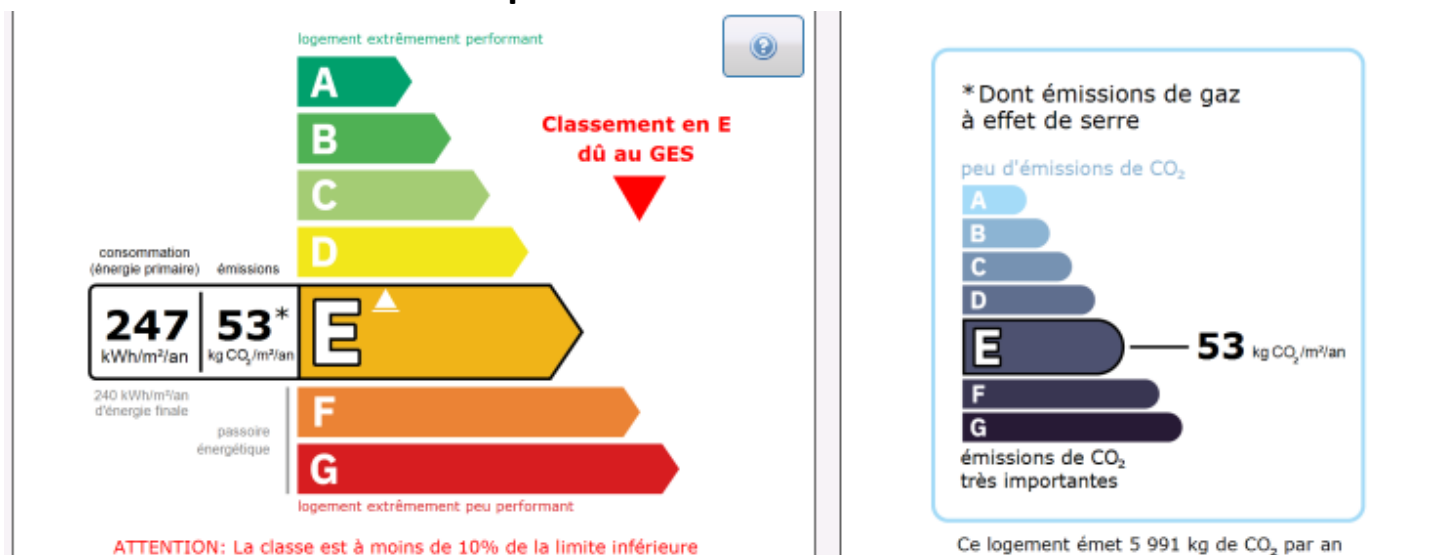 logement extrêmement performant
A
B
C
D
Classement en E
dû au GES
consommation
(énergie primaire) émissions
247 53*
kWh/m²/an kg CO₂/m²/an
E
240 kWh/m²/an
d'énergie finale
passoire
énergétique
F
G
logement extrêmement peu performant
ATTENTION: La classe est à moins de 10% de la limite inférieure
*Dont émissions de gaz
à effet de serre
peu d'émissions de CO₂
A
B
C
D
E 53 kg CO₂/m²/an
F
G
émissions de CO₂
très importantes
Ce logement émet 5 991 kg de CO₂ par an